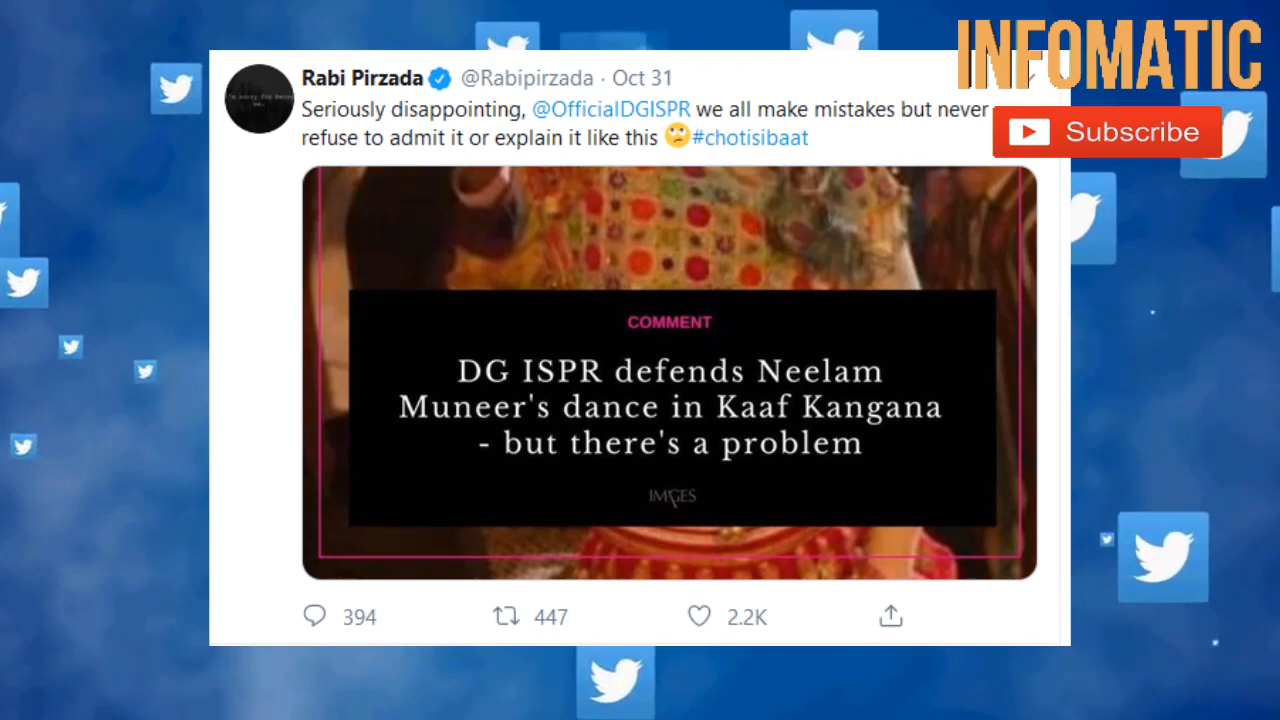 INFOMATIC
Subscribe
Rabi Pirzada @Rabipirzada · Oct 31
Seriously disappointing, @OfficialDGISPR we all make mistakes but never
refuse to admit it or explain it like this 🙄#chotisibaat
COMMENT
DG ISPR defends Neelam
Muneer's dance in Kaaf Kangana
- but there's a problem
IMAGES
394 447 2.2K